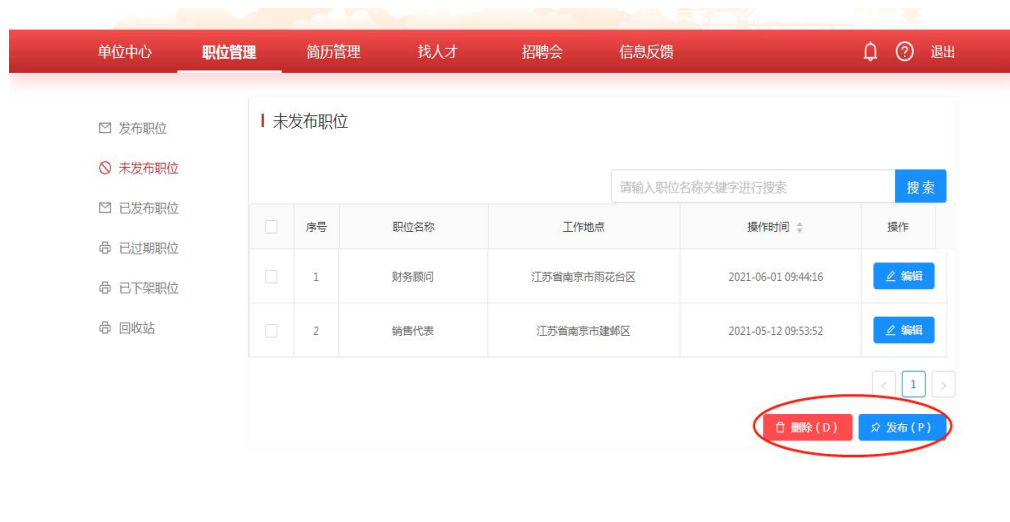 单位中心 职位管理 简历管理 找人才 招聘会 信息反馈 退出
发布职位
未发布职位
已发布职位
已过期职位
已下架职位
回收站
未发布职位
请输入职位名称关键字进行搜索 搜 索
序号 职位名称 工作地点 操作时间 操作
1 财务顾问 江苏省南京市雨花台区 2021-06-01 09:44:16 编辑
2 销售代表 江苏省南京市建邺区 2021-05-12 09:53:52 编辑
< 1 >
删除 ( D ) 发布 ( P )